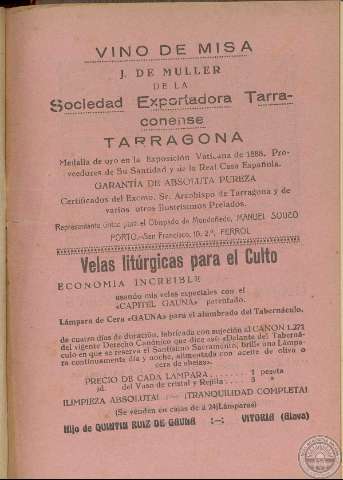 VINO DE MISA
J. DE MULLER
DE LA
Sociedad Exportadora Tarra-
conense
TARRAGONA
Medalla de oro en la Exposición Vaticana de 1888. Pro-
veedores de Su Santidad y de la Real Casa Española.
GARANTÍA DE ABSOLUTA PUREZA
Certificados del Excmo. Sr. Arzobispo de Tarragona y de
varios otros Ilustrísimos Prelados.
Representante único para el Obispado de Mondoñedo, MANUEL SOUCO
PORTO.—San Francisco, 10, 2.º, FERROL
Velas litúrgicas para el Culto
ECONOMIA INCREIBLE
usando mis velas especiales con el
«CAPITEL GAUNA» patentado.
Lámpara de Cera «GAUNA» para el alumbrado del Tabernáculo,
de cuatro días de duración, fabricada con sujeción al CANON 1.271
del vigente Derecho Canónico que dice así: «Delante del Taberná-
culo en que se reserva el Santísimo Sacramento, brille una Lámpa-
ra continuamente día y noche, alimentada con aceite de olivo o
cera de abejas».
PRECIO DE CADA LAMPARA . . . . . . 1 peseta
id. del Vaso de cristal y Rejilla : . . . . 5 »
¡LIMPIEZA ABSOLUTA! :—: ¡TRANQUILIDAD COMPLETA!
(Se venden en cajas de a 24 Lámparas)
Hijo de QUINTIN RUIZ DE GAUNA :—: VITORIA (Alava)